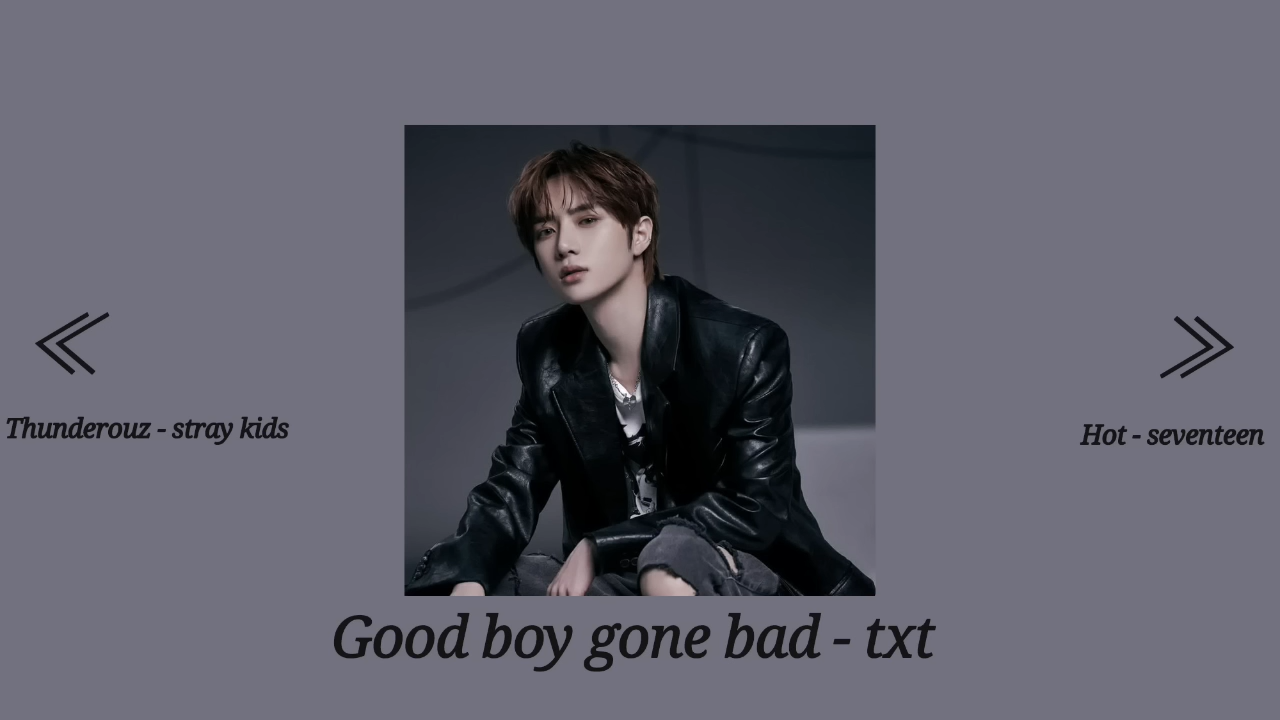 Thunderouz - stray kids
Hot - seventeen
Good boy gone bad - txt